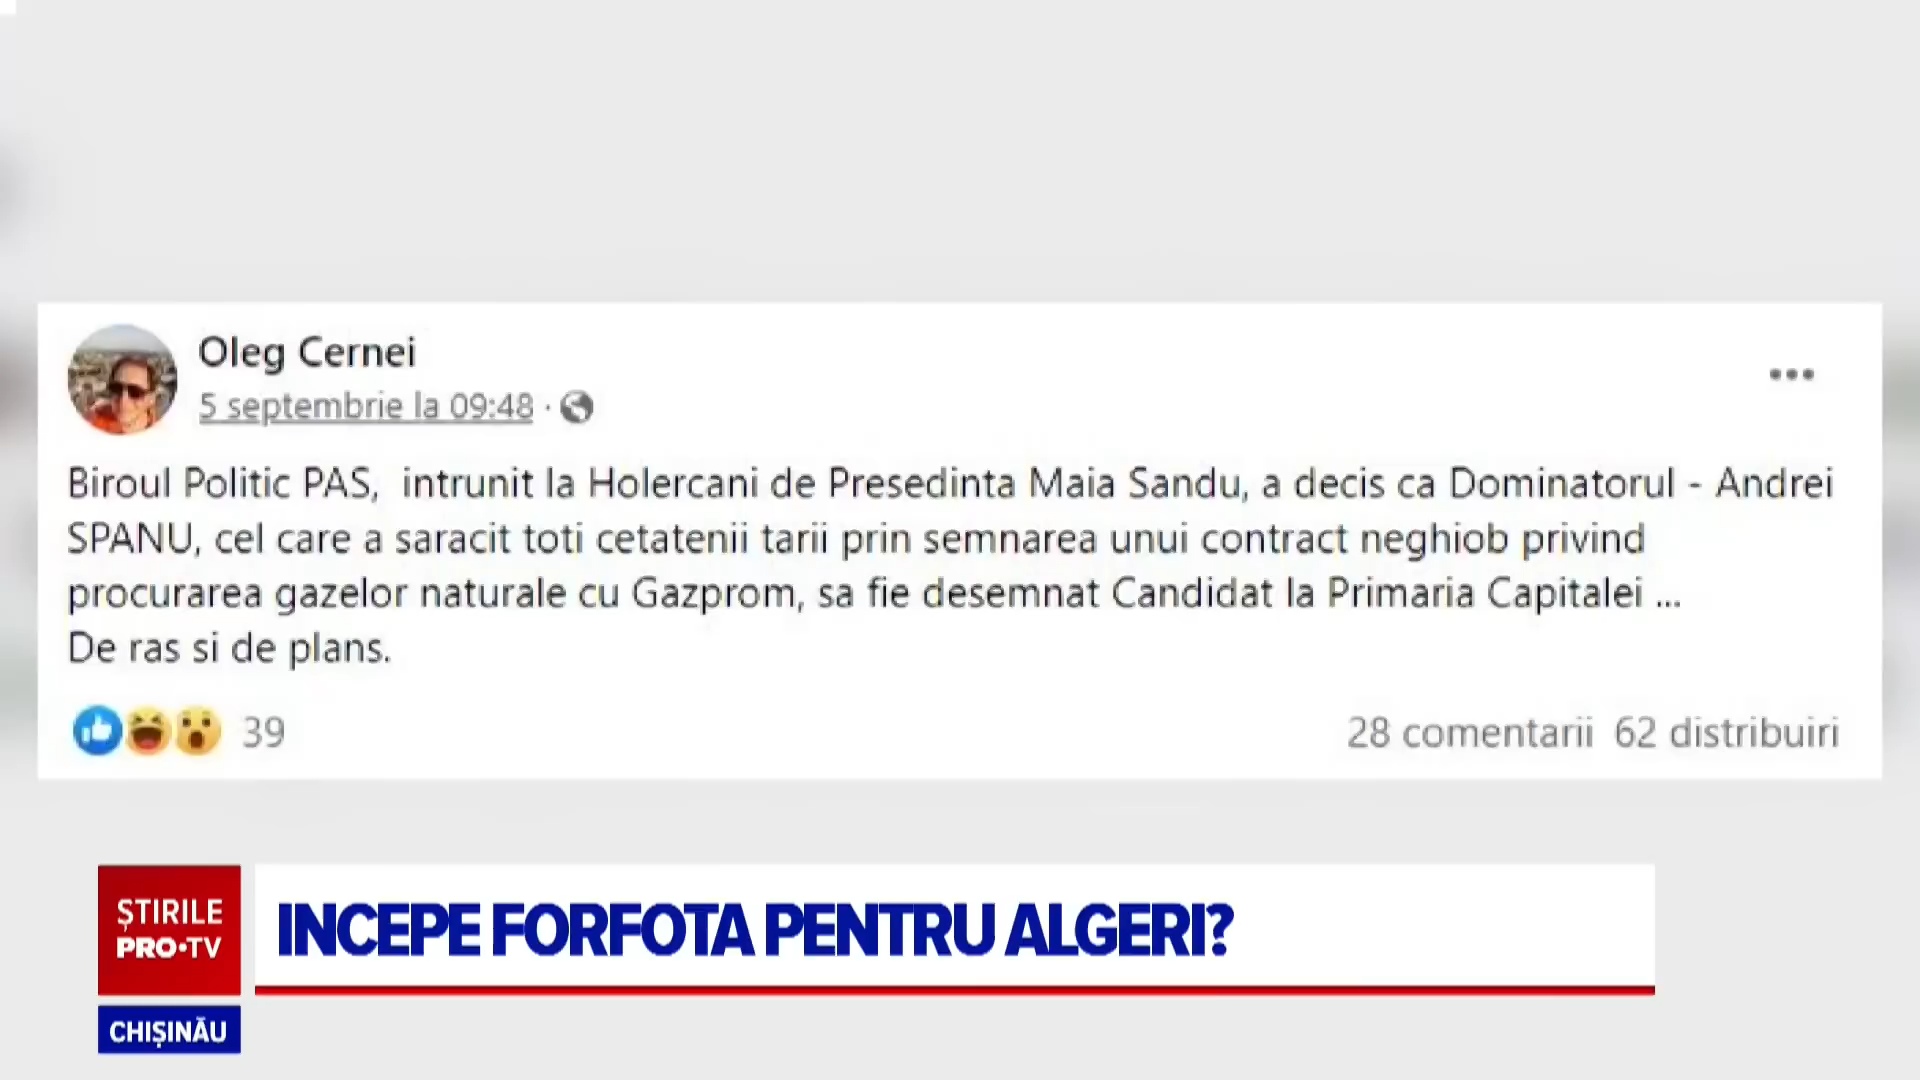 Oleg Cernei
5 septembrie la 09:48 ·
Biroul Politic PAS,  intrunit la Holercani de Presedinta Maia Sandu, a decis ca Dominatorul - Andrei
SPANU, cel care a saracit toti cetatenii tarii prin semnarea unui contract neghiob privind
procurarea gazelor naturale cu Gazprom, sa fie desemnat Candidat la Primaria Capitalei ...
De ras si de plans.
39
28 comentarii  62 distribuiri
ȘTIRILE
PRO•TV
INCEPE FORFOTA PENTRU ALGERI?
CHIȘINĂU